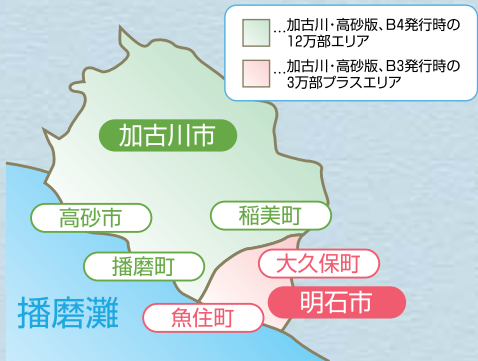 …加古川・高砂版、B4発行時の
12万部エリア
…加古川・高砂版、B3発行時の
3万部プラスエリア
加古川市
高砂市
稲美町
播磨町
大久保町
明石市
魚住町
播磨灘